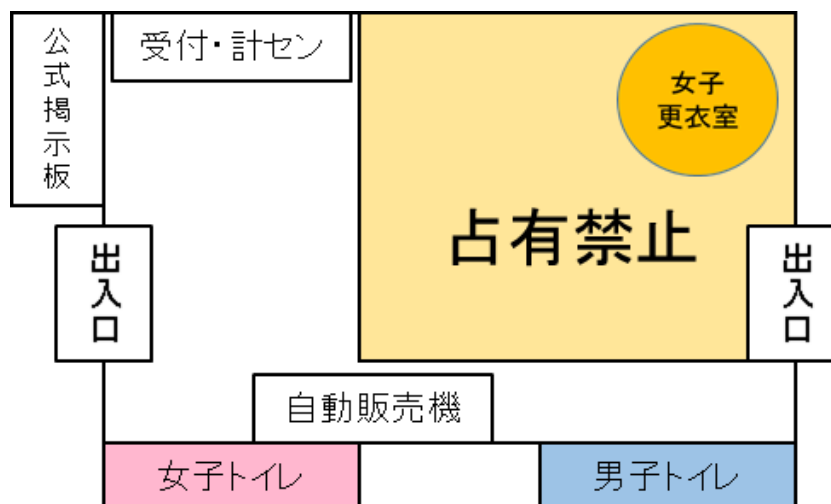 公式掲示板
受付・計セン
女子
更衣室
占有禁止
出入口
出入口
自動販売機
女子トイレ
男子トイレ